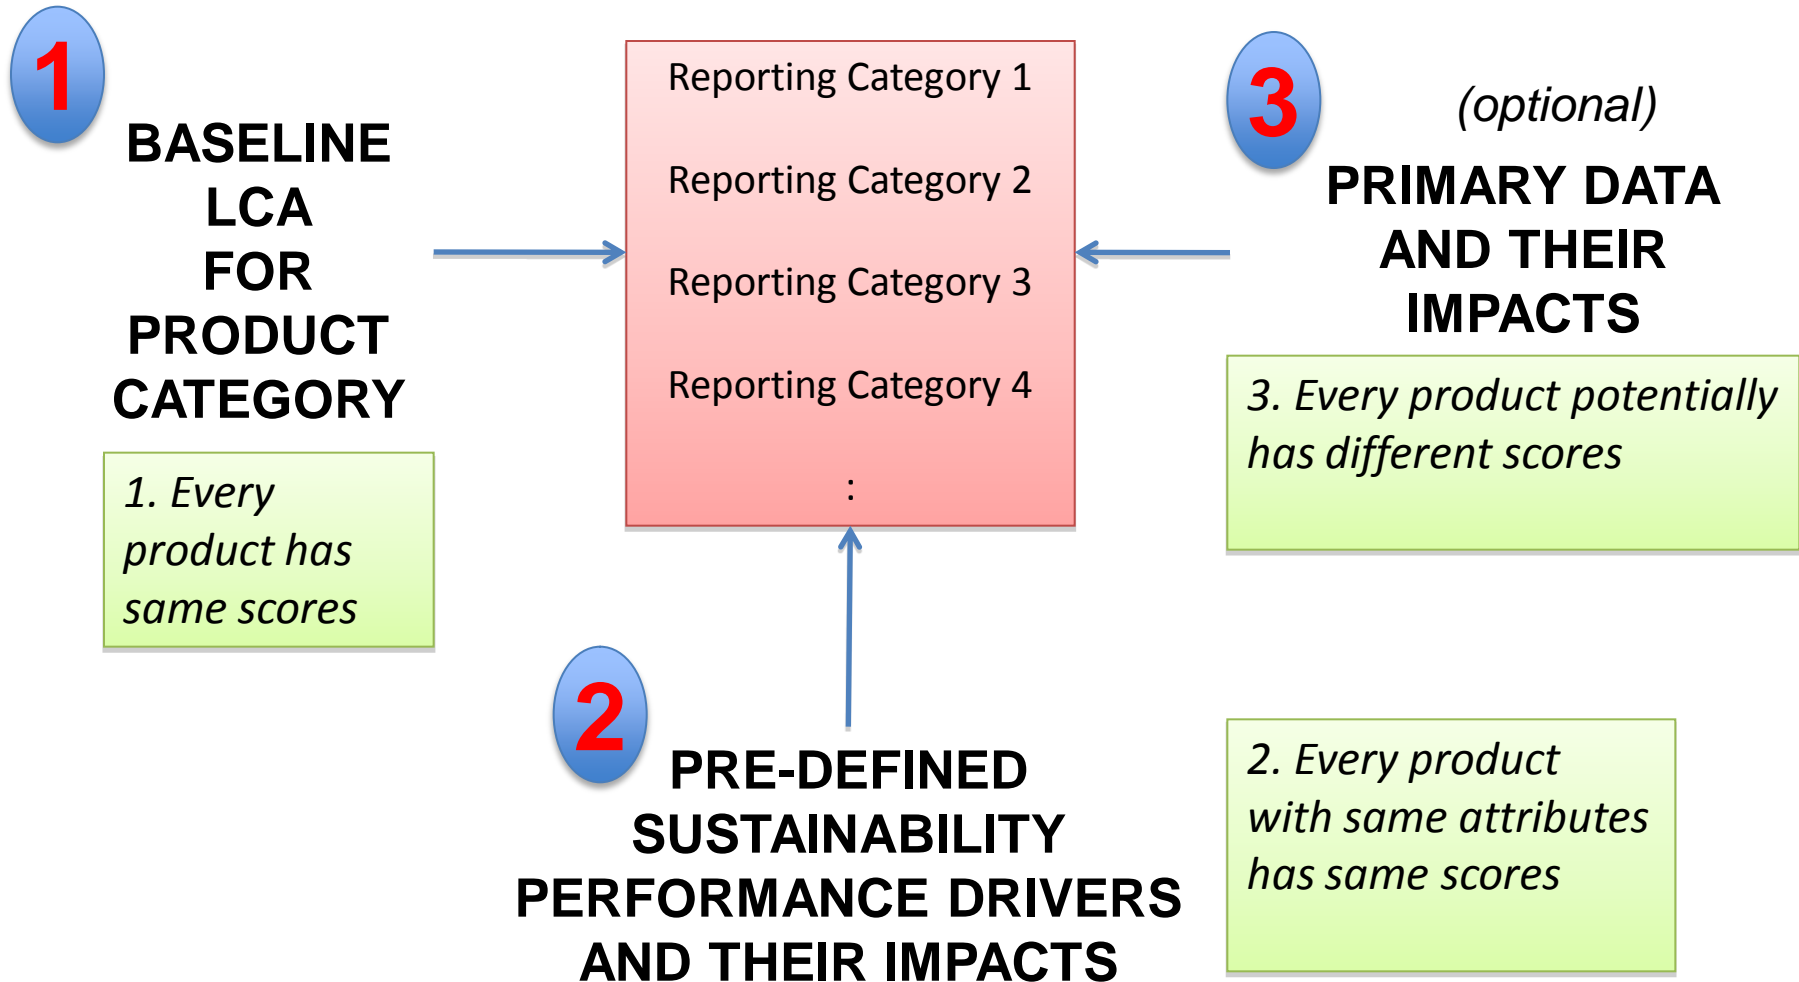 1
BASELINE
LCA
FOR
PRODUCT
CATEGORY
1. Every
product has
same scores
Reporting Category 1
Reporting Category 2
Reporting Category 3
Reporting Category 4
:
3
(optional)
PRIMARY DATA
AND THEIR
IMPACTS
3. Every product potentially
has different scores
2
PRE-DEFINED
SUSTAINABILITY
PERFORMANCE DRIVERS
AND THEIR IMPACTS
2. Every product
with same attributes
has same scores